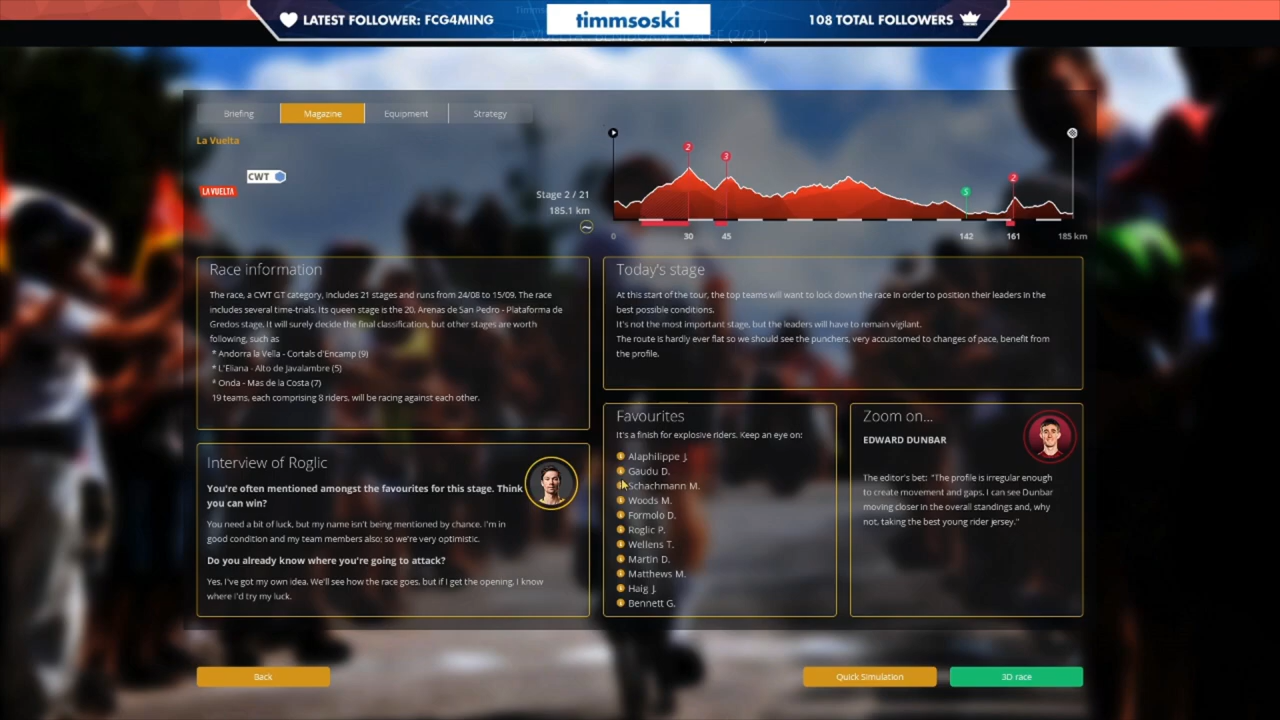 LATEST FOLLOWER: FCG4MING
timmsoski
108 TOTAL FOLLOWERS
LA VUELTA - BENIDORM - CALPE (2/21)
Briefing
Magazine
Equipment
Strategy
La Vuelta
CWT
LA VUELTA
Stage 2 / 21
185.1 km
2
3
S
2
0
30
45
142
161
185 km
Race information
The race, a CWT GT category, includes 21 stages and runs from 24/08 to 15/09. The race
includes several time-trials. Its queen stage is the 20, Arenas de San Pedro - Plataforma de
Gredos stage. It will surely decide the final classification, but other stages are worth
following, such as
* Andorra la Vella - Cortals d'Encamp (9)
* L'Eliana - Alto de Javalambre (5)
* Onda - Mas de la Costa (7)
19 teams, each comprising 8 riders, will be racing against each other.
Today's stage
At this start of the tour, the top teams will want to lock down the race in order to position their leaders in the
best possible conditions.
It's not the most important stage, but the leaders will have to remain vigilant.
The route is hardly ever flat so we should see the punchers, very accustomed to changes of pace, benefit from
the profile.
Interview of Roglic
You're often mentioned amongst the favourites for this stage. Think
you can win?
You need a bit of luck, but my name isn't being mentioned by chance. I'm in
good condition and my team members also; so we're very optimistic.
Do you already know where you're going to attack?
Yes, I've got my own idea. We'll see how the race goes, but if I get the opening, I know
where I'd try my luck.
Favourites
It's a finish for explosive riders. Keep an eye on:
Alaphilippe J.
Gaudu D.
Schachmann M.
Woods M.
Formolo D.
Roglic P.
Wellens T.
Martin D.
Matthews M.
Haig J.
Bennett G.
Zoom on...
EDWARD DUNBAR
The editor's bet: "The profile is irregular enough
to create movement and gaps. I can see Dunbar
moving closer in the overall standings and, why
not, taking the best young rider jersey."
Back
Quick Simulation
3D race